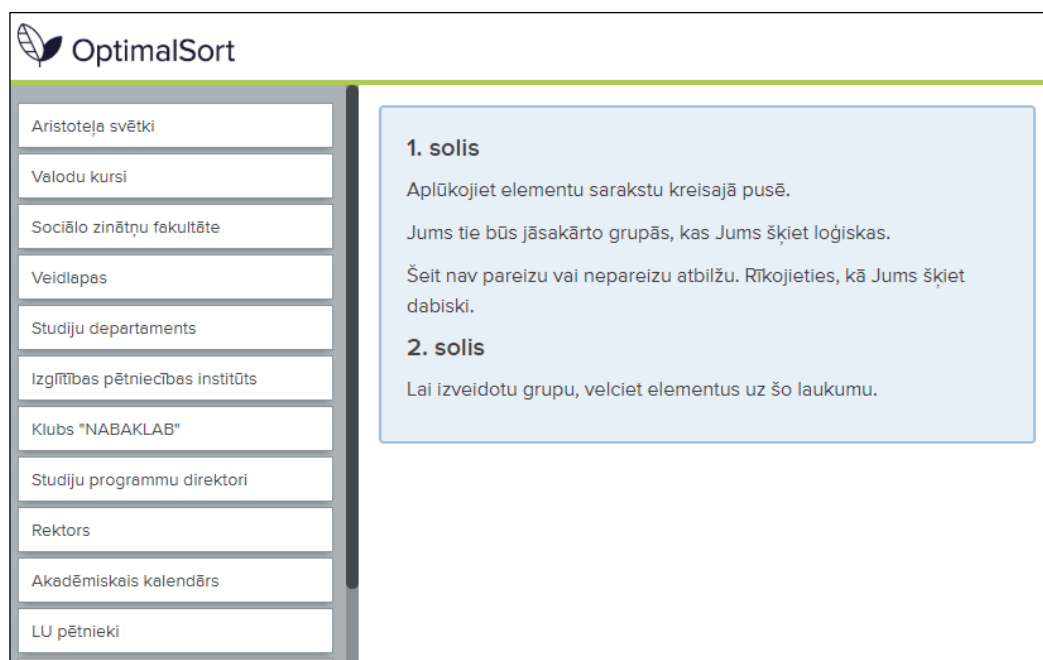 OptimalSort
Aristoteļa svētki
Valodu kursi
Sociālo zinātņu fakultāte
Veidlapas
Studiju departaments
Izglītības pētniecības institūts
Klubs "NABAKLAB"
Studiju programmu direktori
Rektors
Akadēmiskais kalendārs
LU pētnieki
1. solis
Aplūkojiet elementu sarakstu kreisajā pusē.
Jums tie būs jāsakārto grupās, kas Jums šķiet loģiskas.
Šeit nav pareizu vai nepareizu atbilžu. Rīkojieties, kā Jums šķiet
dabiski.
2. solis
Lai izveidotu grupu, velciet elementus uz šo laukumu.